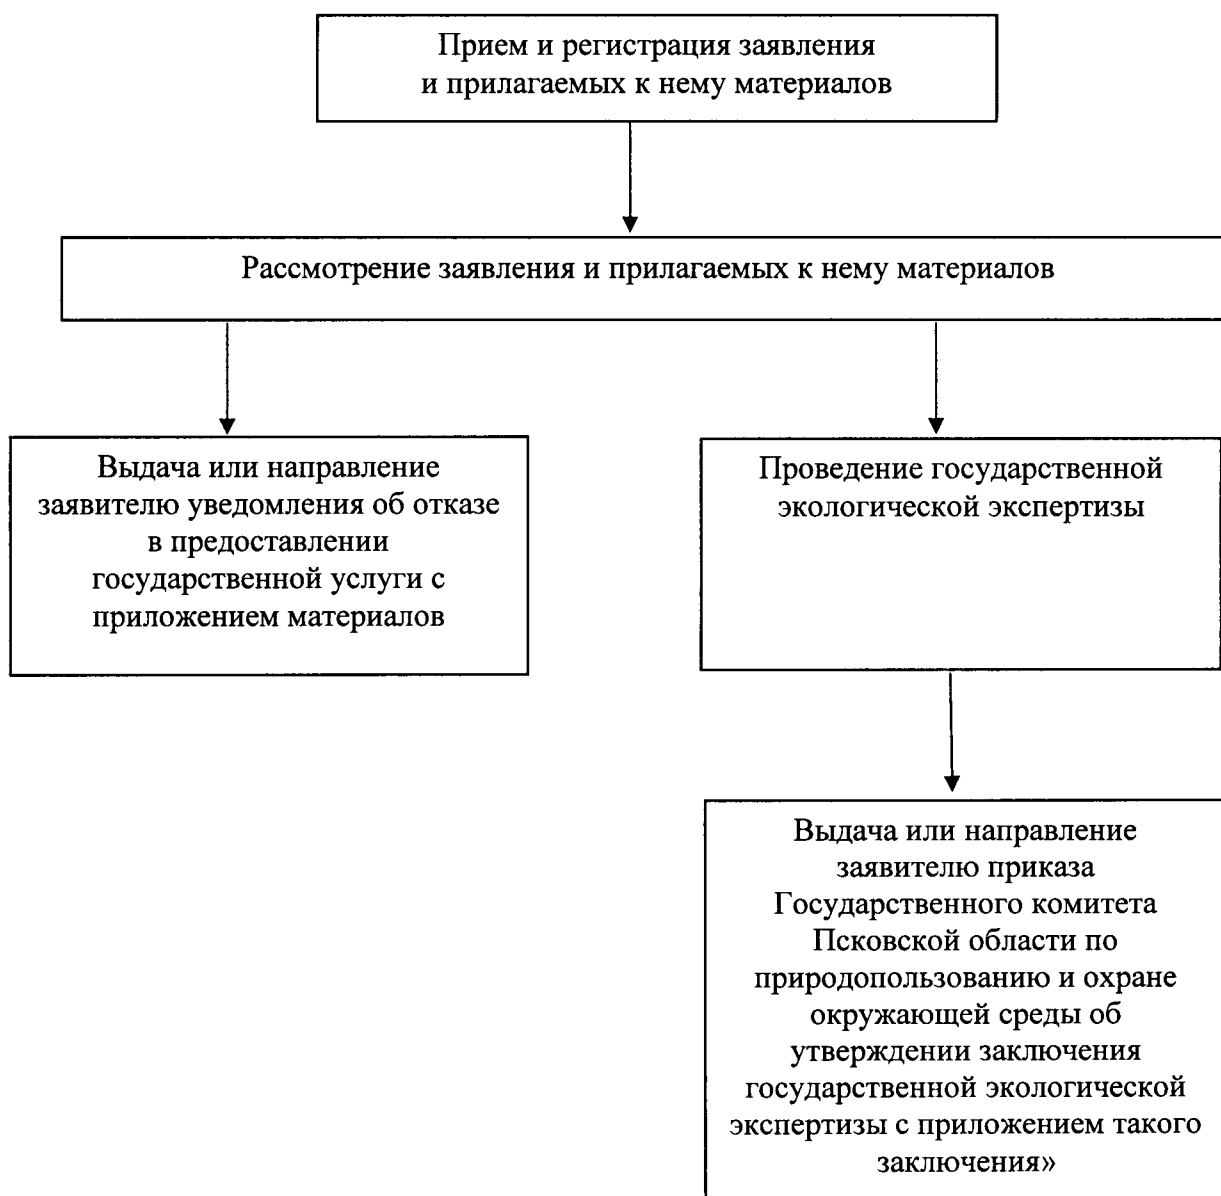 Прием и регистрация заявления
и прилагаемых к нему материалов
Рассмотрение заявления и прилагаемых к нему материалов
Выдача или направление
заявителю уведомления об отказе
в предоставлении
государственной услуги с
приложением материалов
Проведение государственной
экологической экспертизы
Выдача или направление
заявителю приказа
Государственного комитета
Псковской области по
природопользованию и охране
окружающей среды об
утверждении заключения
государственной экологической
экспертизы с приложением такого
заключения»